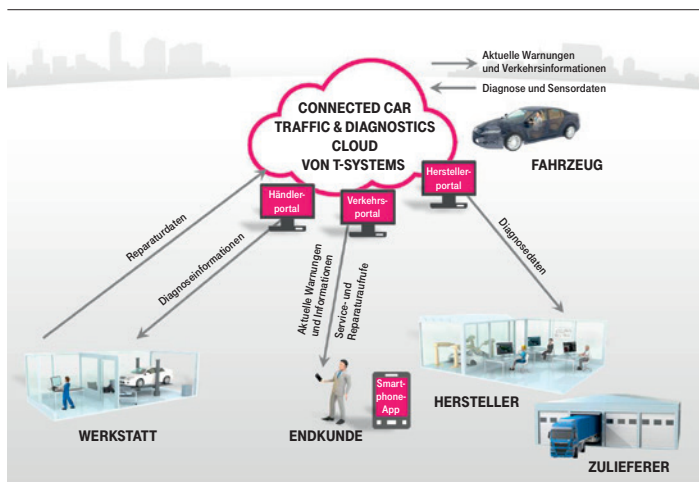 Aktuelle Warnungen
und Verkehrsinformationen
Diagnose und Sensordaten
CONNECTED CAR
TRAFFIC & DIAGNOSTICS
CLOUD
VON T-SYSTEMS
FAHRZEUG
Händler-
portal
Verkehrs-
portal
Hersteller-
portal
Reparaturdaten
Diagnoseinformationen
Aktuelle Warnungen
und Informationen
Service- und
Reparaturaufrufe
Diagnosedaten
Smart-
phone-
App
WERKSTATT
ENDKUNDE
HERSTELLER
ZULIEFERER